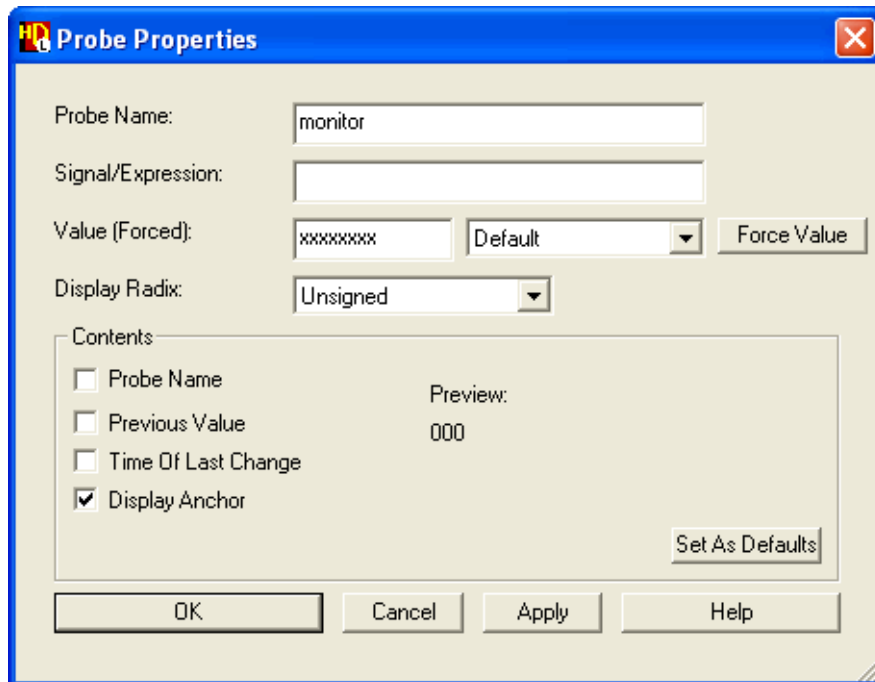 HDL Probe Properties
Probe Name: monitor
Signal/Expression:
Value (Forced): xxxxxxxx Default Force Value
Display Radix: Unsigned
Contents
Probe Name
Preview:
Previous Value
000
Time Of Last Change
Display Anchor
Set As Defaults
OK Cancel Apply Help